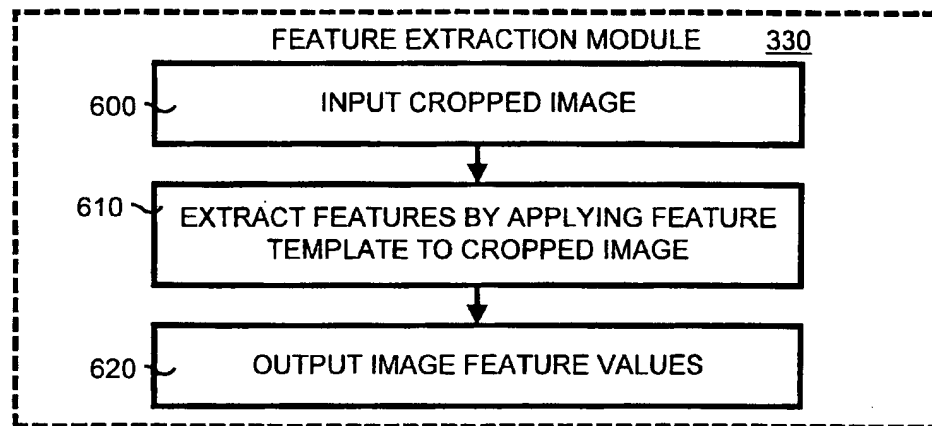 FEATURE EXTRACTION MODULE 330
600 INPUT CROPPED IMAGE
610 EXTRACT FEATURES BY APPLYING FEATURE
TEMPLATE TO CROPPED IMAGE
620 OUTPUT IMAGE FEATURE VALUES